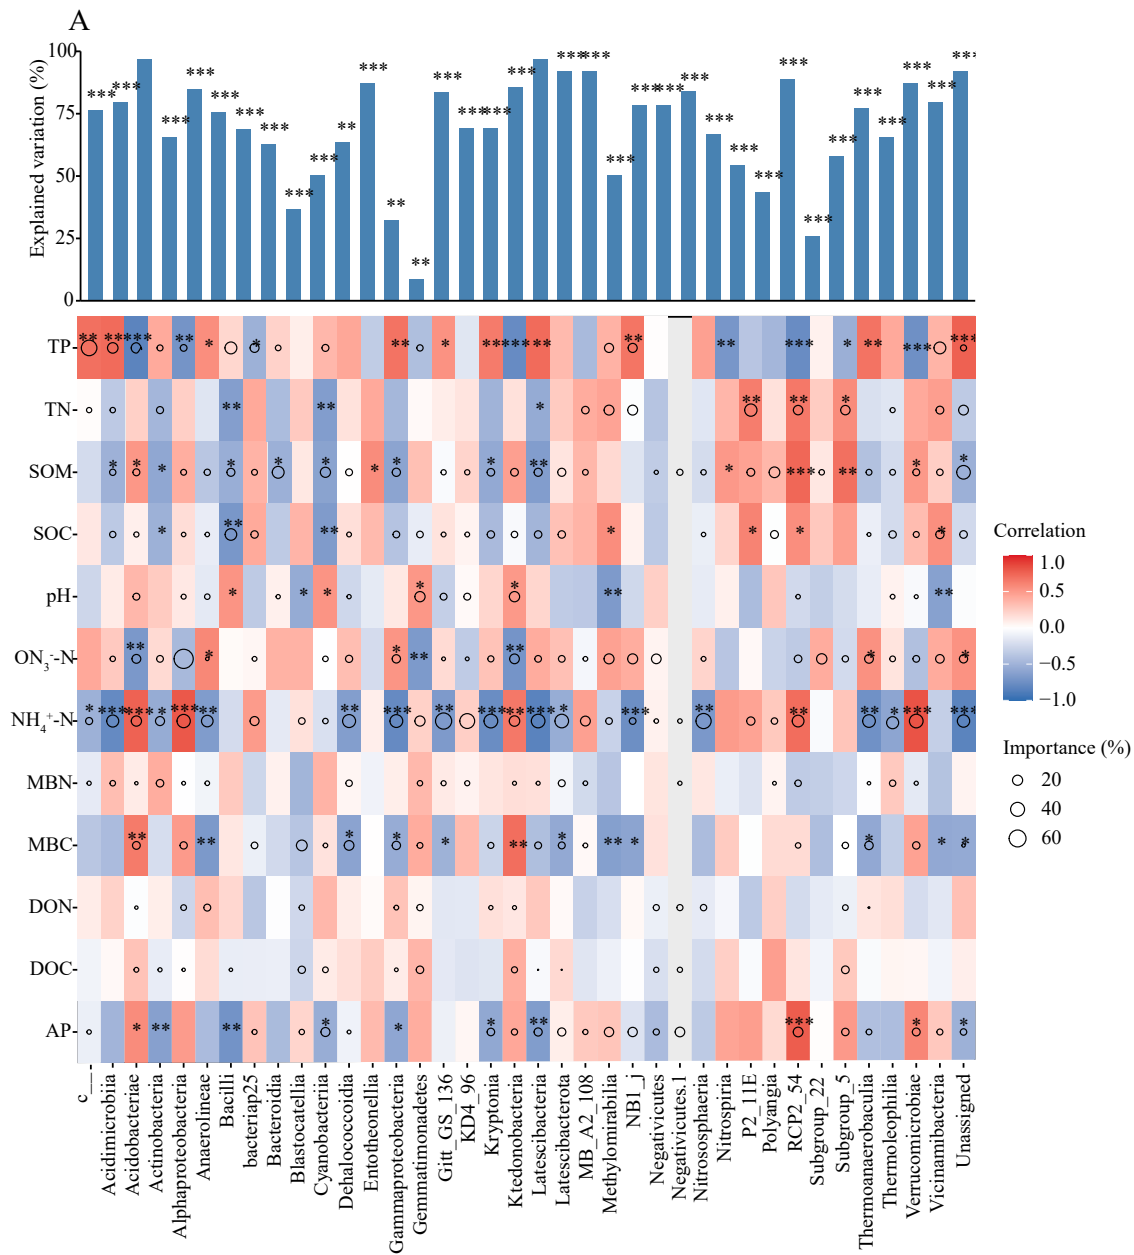 A
Explained variation (%)
100
75
50
25
0
*** *** *** *** *** *** *** *** *** ** *** ** ** *** *** *** *** *** *** *** *** *** *** *** *** *** *** *** *** *** *** *** *** ***
TP
TN
SOM
SOC
pH
ON3--N
NH4+-N
MBN
MBC
DON
DOC
AP
c__
Acidimicrobiia
Acidobacteriae
Actinobacteria
Alphaproteobacteria
Anaerolineae
Bacilli
bacteriap25
Bacteroidia
Blastocatellia
Cyanobacteriia
Dehalococcoidia
Entotheonellia
Gammaproteobacteria
Gemmatimonadetes
Gitt_GS_136
KD4_96
Kryptonia
Ktedonobacteria
Latescibacteria
Latescibacterota
MB_A2_108
Methylomirabilia
NB1_j
Negativicutes
Negativicutes.1
Nitrososphaeria
Nitrospiria
P2_11E
Polyangia
RCP2_54
Subgroup_22
Subgroup_5
Thermoanaerobaculia
Thermoleophilia
Verrucomicrobiae
Vicinamibacteria
Unassigned
Correlation
1.0
0.5
0.0
−0.5
−1.0
Importance (%)
20
40
60